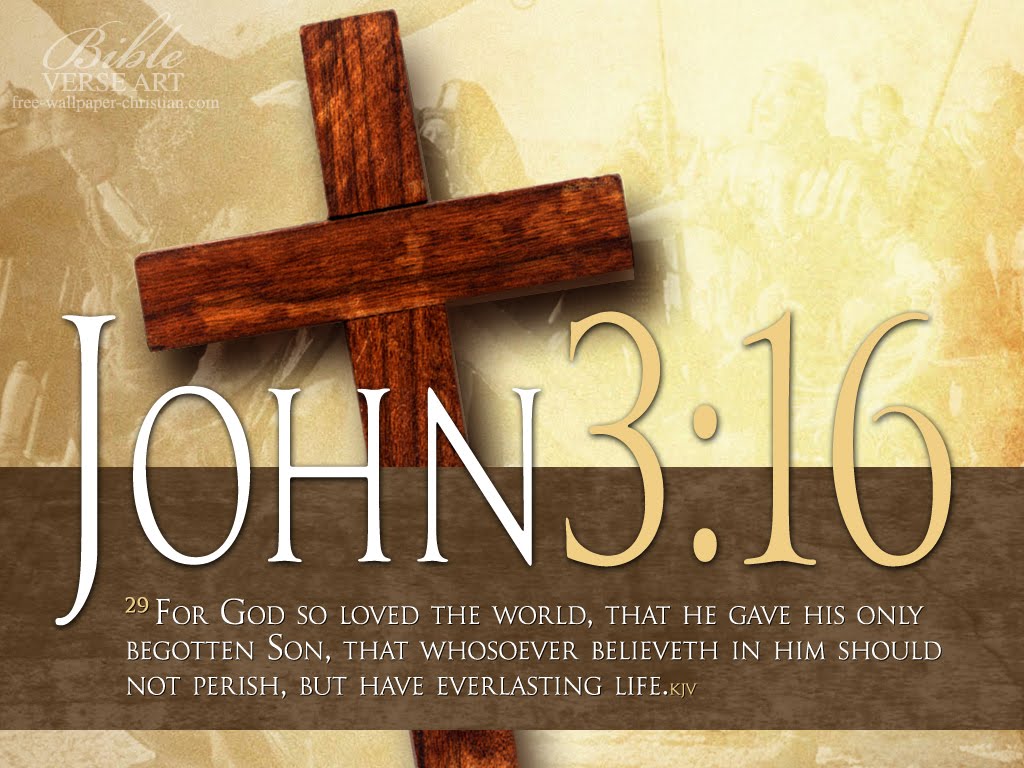 Bible
VERSE ART
free-wallpaper-christian.com
JOHN 3:16
29 FOR GOD SO LOVED THE WORLD, THAT HE GAVE HIS ONLY
BEGOTTEN SON, THAT WHOSOEVER BELIEVETH IN HIM SHOULD
NOT PERISH, BUT HAVE EVERLASTING LIFE.KJV